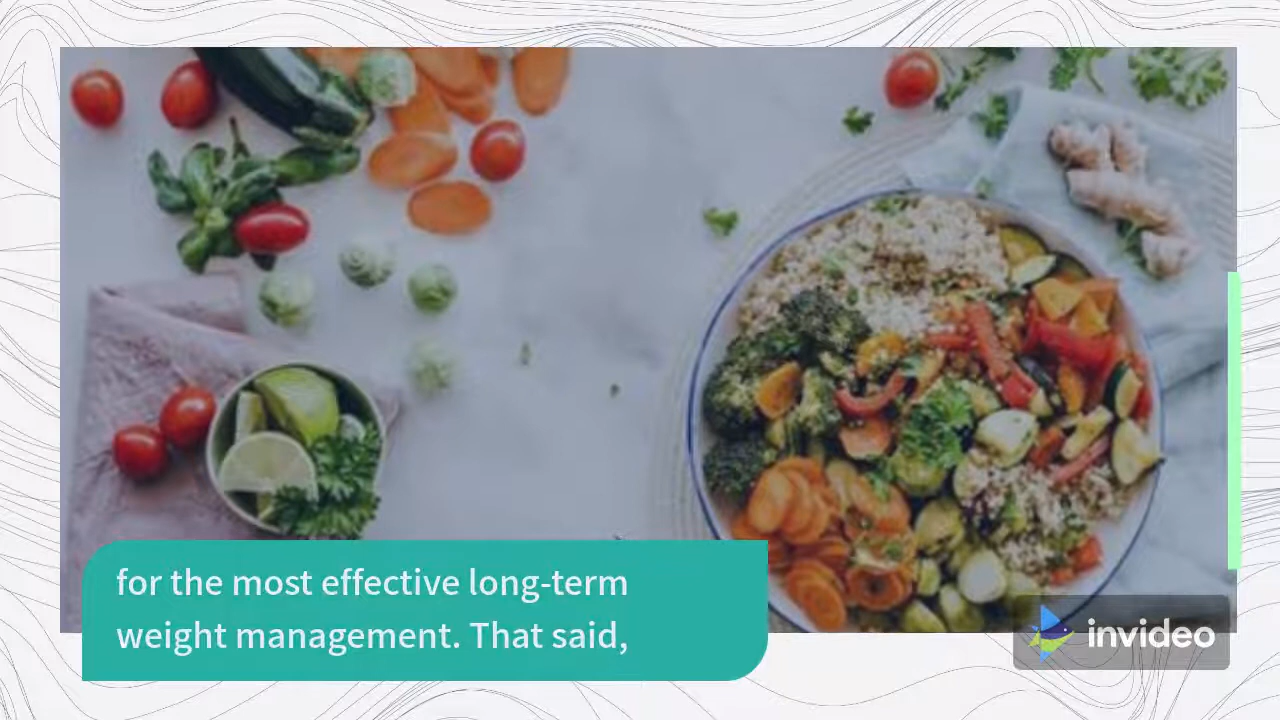 for the most effective long-term
weight management. That said,
invideo